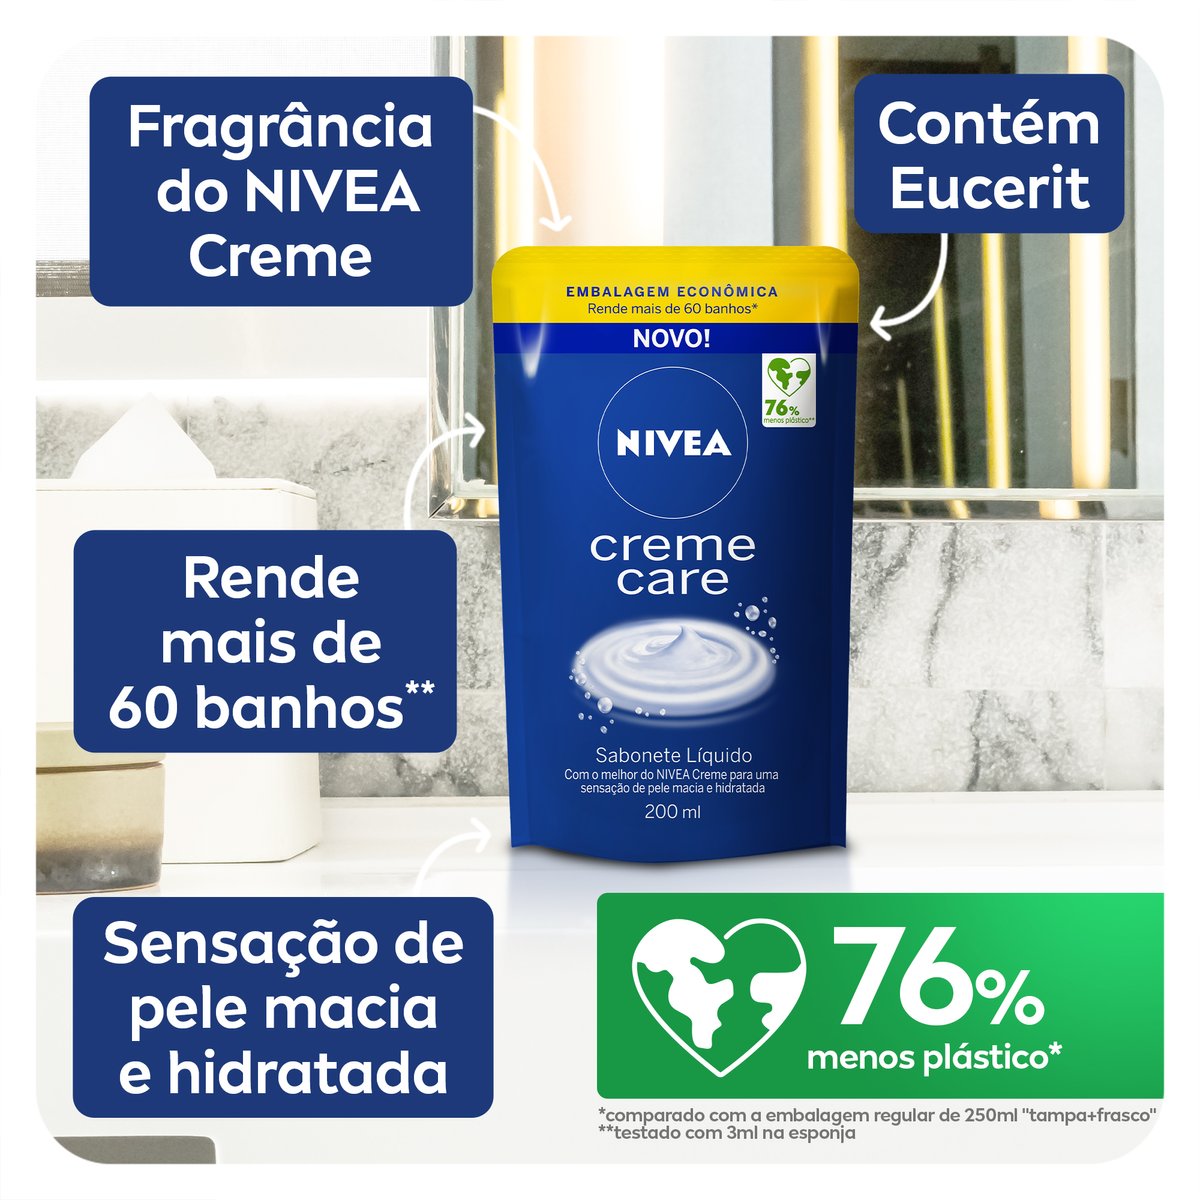 Fragrância
do NIVEA
Creme
Contém
Eucerit
EMBALAGEM ECONÔMICA
Rende mais de 60 banhos*
NOVO!
76%
menos plástico**
NIVEA
creme
care
Rende
mais de
60 banhos**
Sabonete Líquido
Com o melhor do NIVEA Creme para uma
sensação de pele macia e hidratada
200 ml
Sensação de
pele macia
e hidratada
76%
menos plástico*
*comparado com a embalagem regular de 250ml "tampa+frasco"
**testado com 3ml na esponja